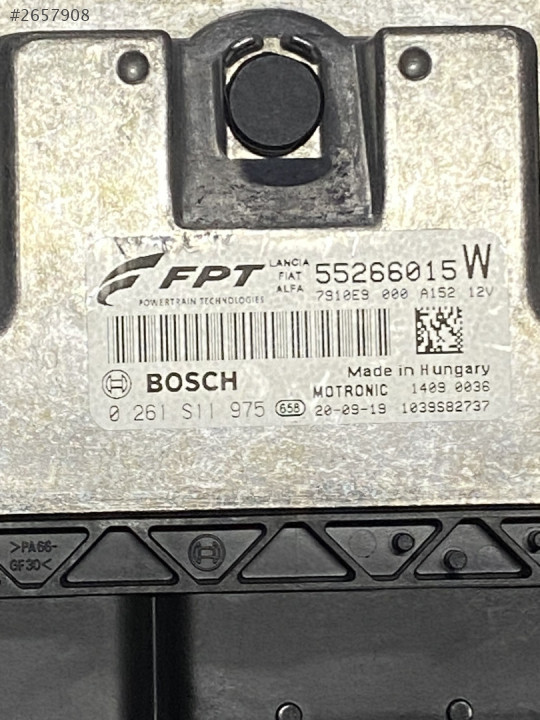 #2657908
FPT
POWERTRAIN TECHNOLOGIES
LANCIA
FIAT
ALFA
55266015 W
7910E9 000 A152 12V
BOSCH
Made in Hungary
MOTRONIC 1409 0036
0 261 S11 975 658 20-09-19 1039S82737
>PA66-
GF30<